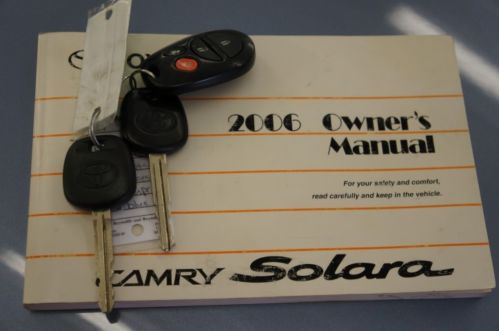 2006 Owner's
Manual
For your safety and comfort,
read carefully and keep in the vehicle.
CAMRY Solara